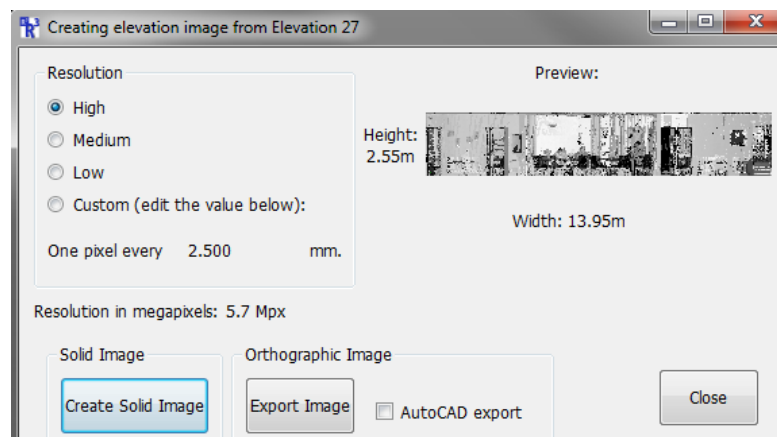 Creating elevation image from Elevation 27
Resolution
High
Medium
Low
Custom (edit the value below):
One pixel every 2.500 mm.
Preview:
Height:
2.55m
Width: 13.95m
Resolution in megapixels: 5.7 Mpx
Solid Image
Create Solid Image
Orthographic Image
Export Image
AutoCAD export
Close